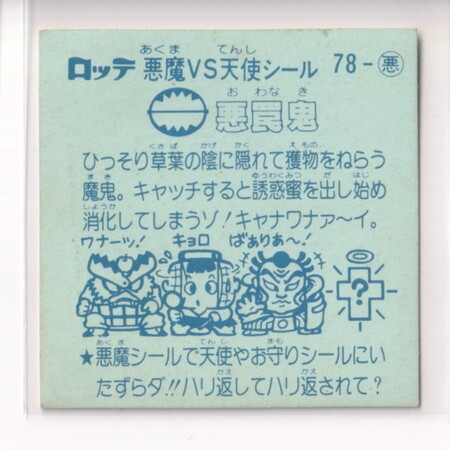 あくま てんし
ロッテ 悪魔VS天使シール 78-悪
お わな き
悪罠鬼
くさば かげ かく えもの
ひっそり草葉の陰に隠れて獲物をねらう
まき ゆうわくみつ だ はじ
魔鬼。キャッチすると誘惑蜜を出し始め
しょうか
消化してしまうゾ!キャナワナァ〜イ。
ワナーッ! キョロ ばぁりあ〜!
?
あくま てんし まも
★悪魔シールで天使やお守りシールにい
かえ かえ
たずらダ!!ハリ返してハリ返されて?